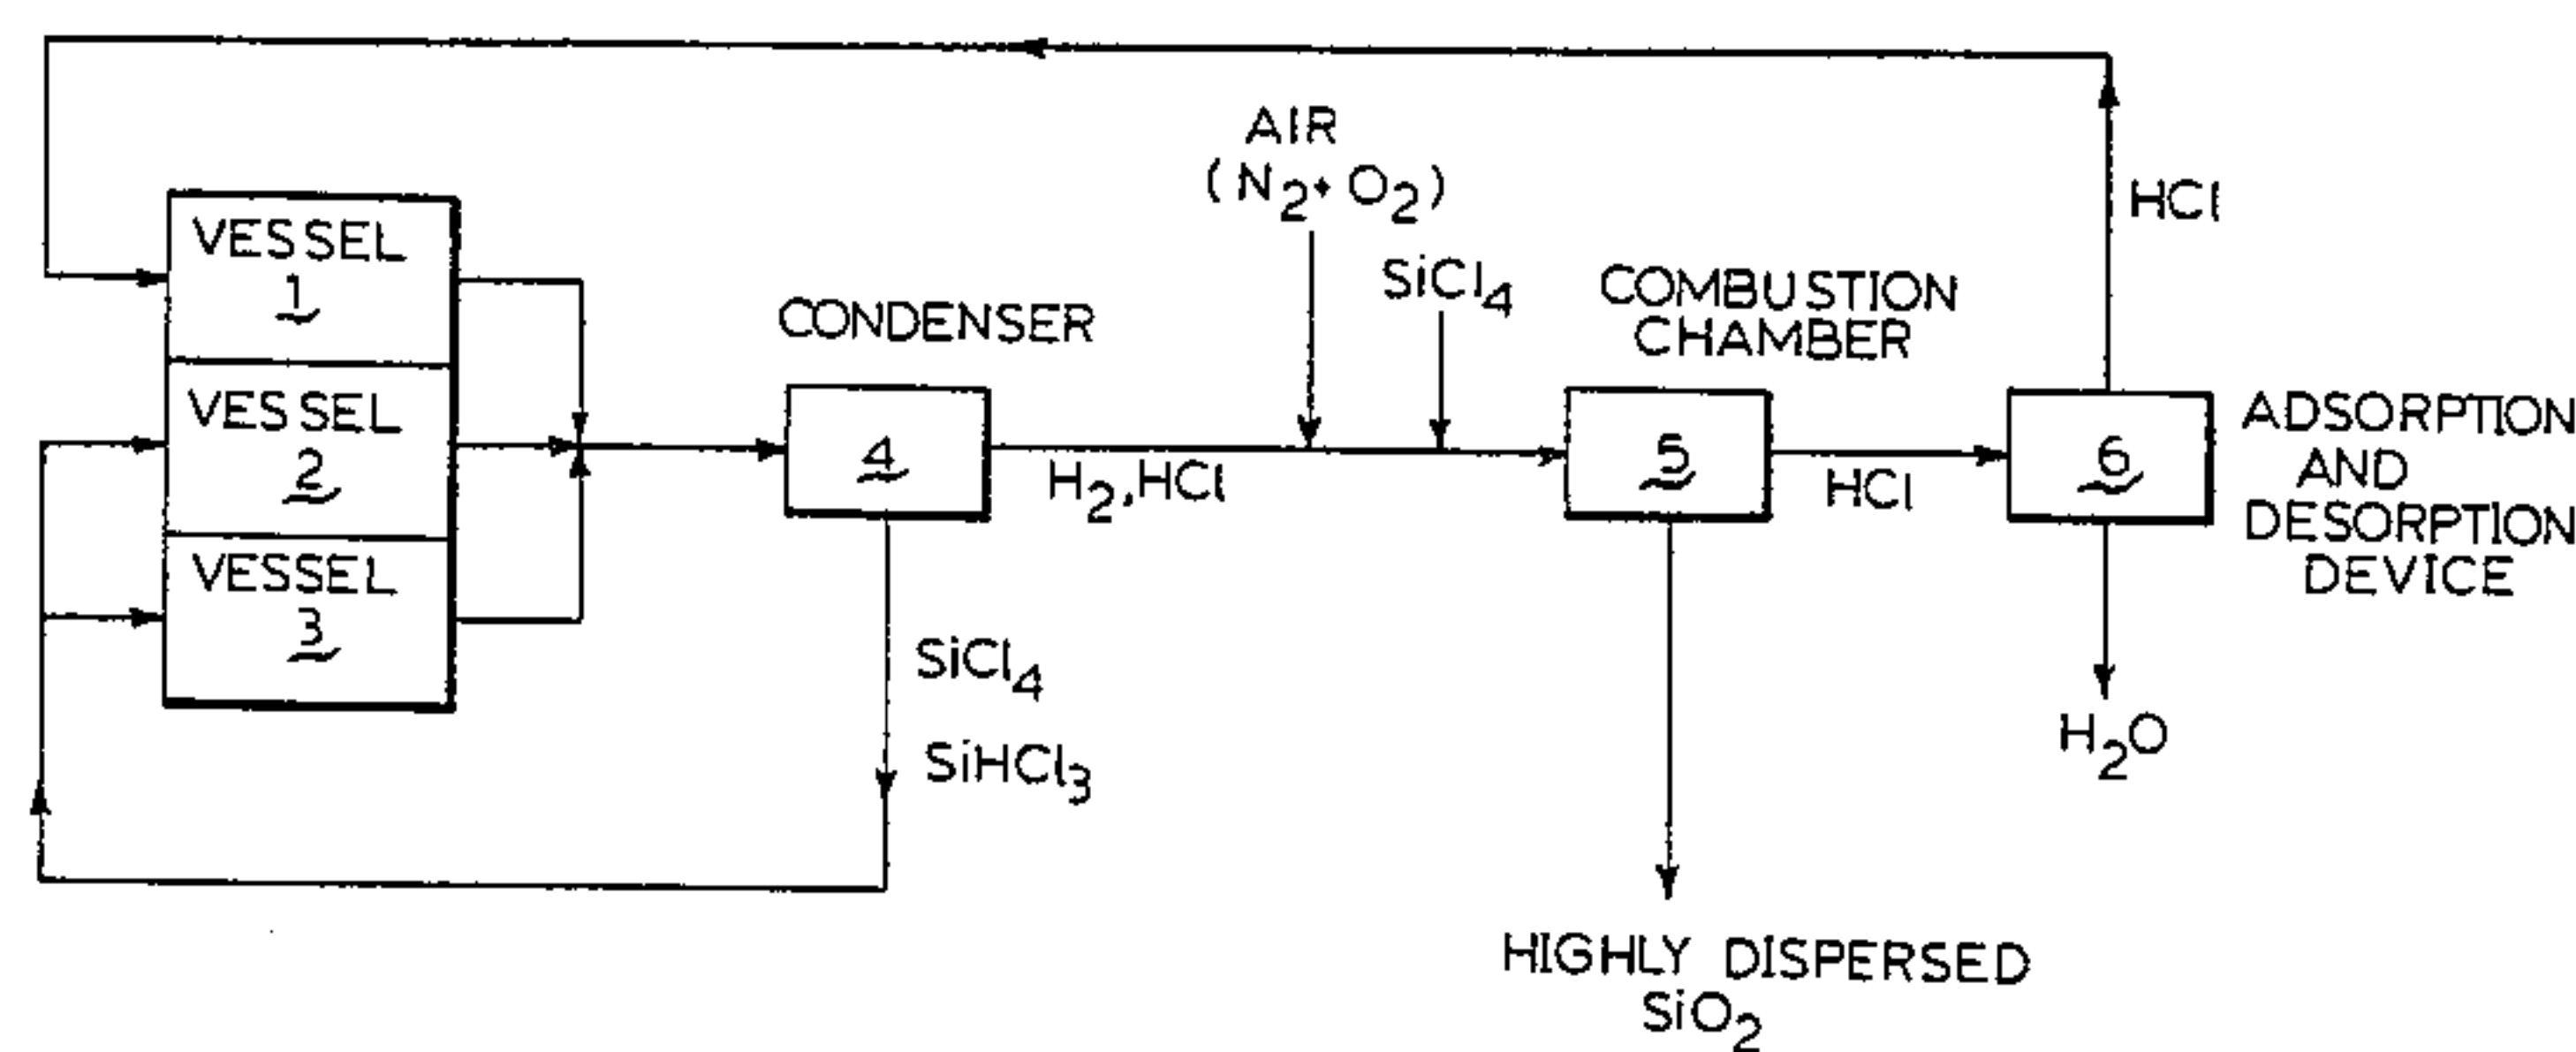 AIR
(N₂+ O₂)
HCl
VESSEL
1
SiCl₄
COMBUSTION
CHAMBER
CONDENSER
VESSEL
2
4
H₂,HCl
5
HCl
6
ADSORPTION
AND
DESORPTION
DEVICE
VESSEL
3
SiCl₄
SiHCl₃
H₂O
HIGHLY DISPERSED
SiO₂